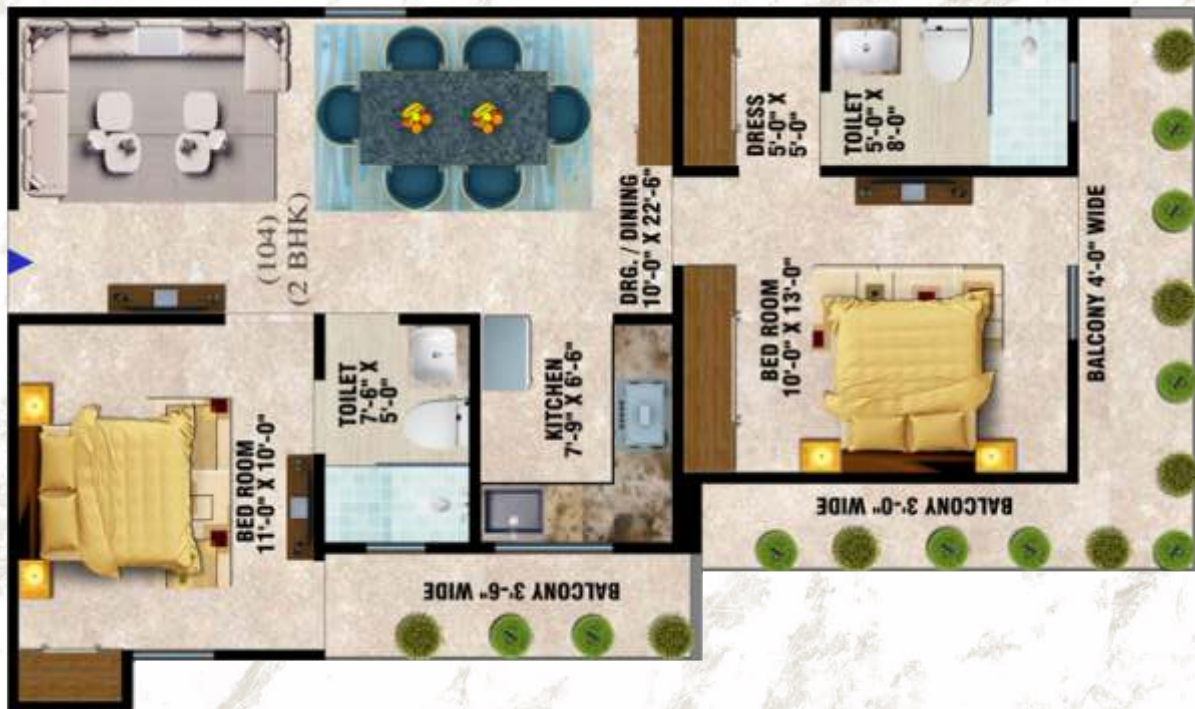 (104)
(2 BHK)
DRG. / DINING
10'-0" X 22'-6"
DRESS
5'-0" X
5'-0"
TOILET
5'-0" X
8'-0"
BED ROOM
10'-0" X 13'-0"
BALCONY 4'-0" WIDE
BED ROOM
11'-0" X 10'-0"
TOILET
7'-6" X
5'-0"
KITCHEN
7'-9" X 6'-6"
BALCONY 3'-0" WIDE
BALCONY 3'-6" WIDE